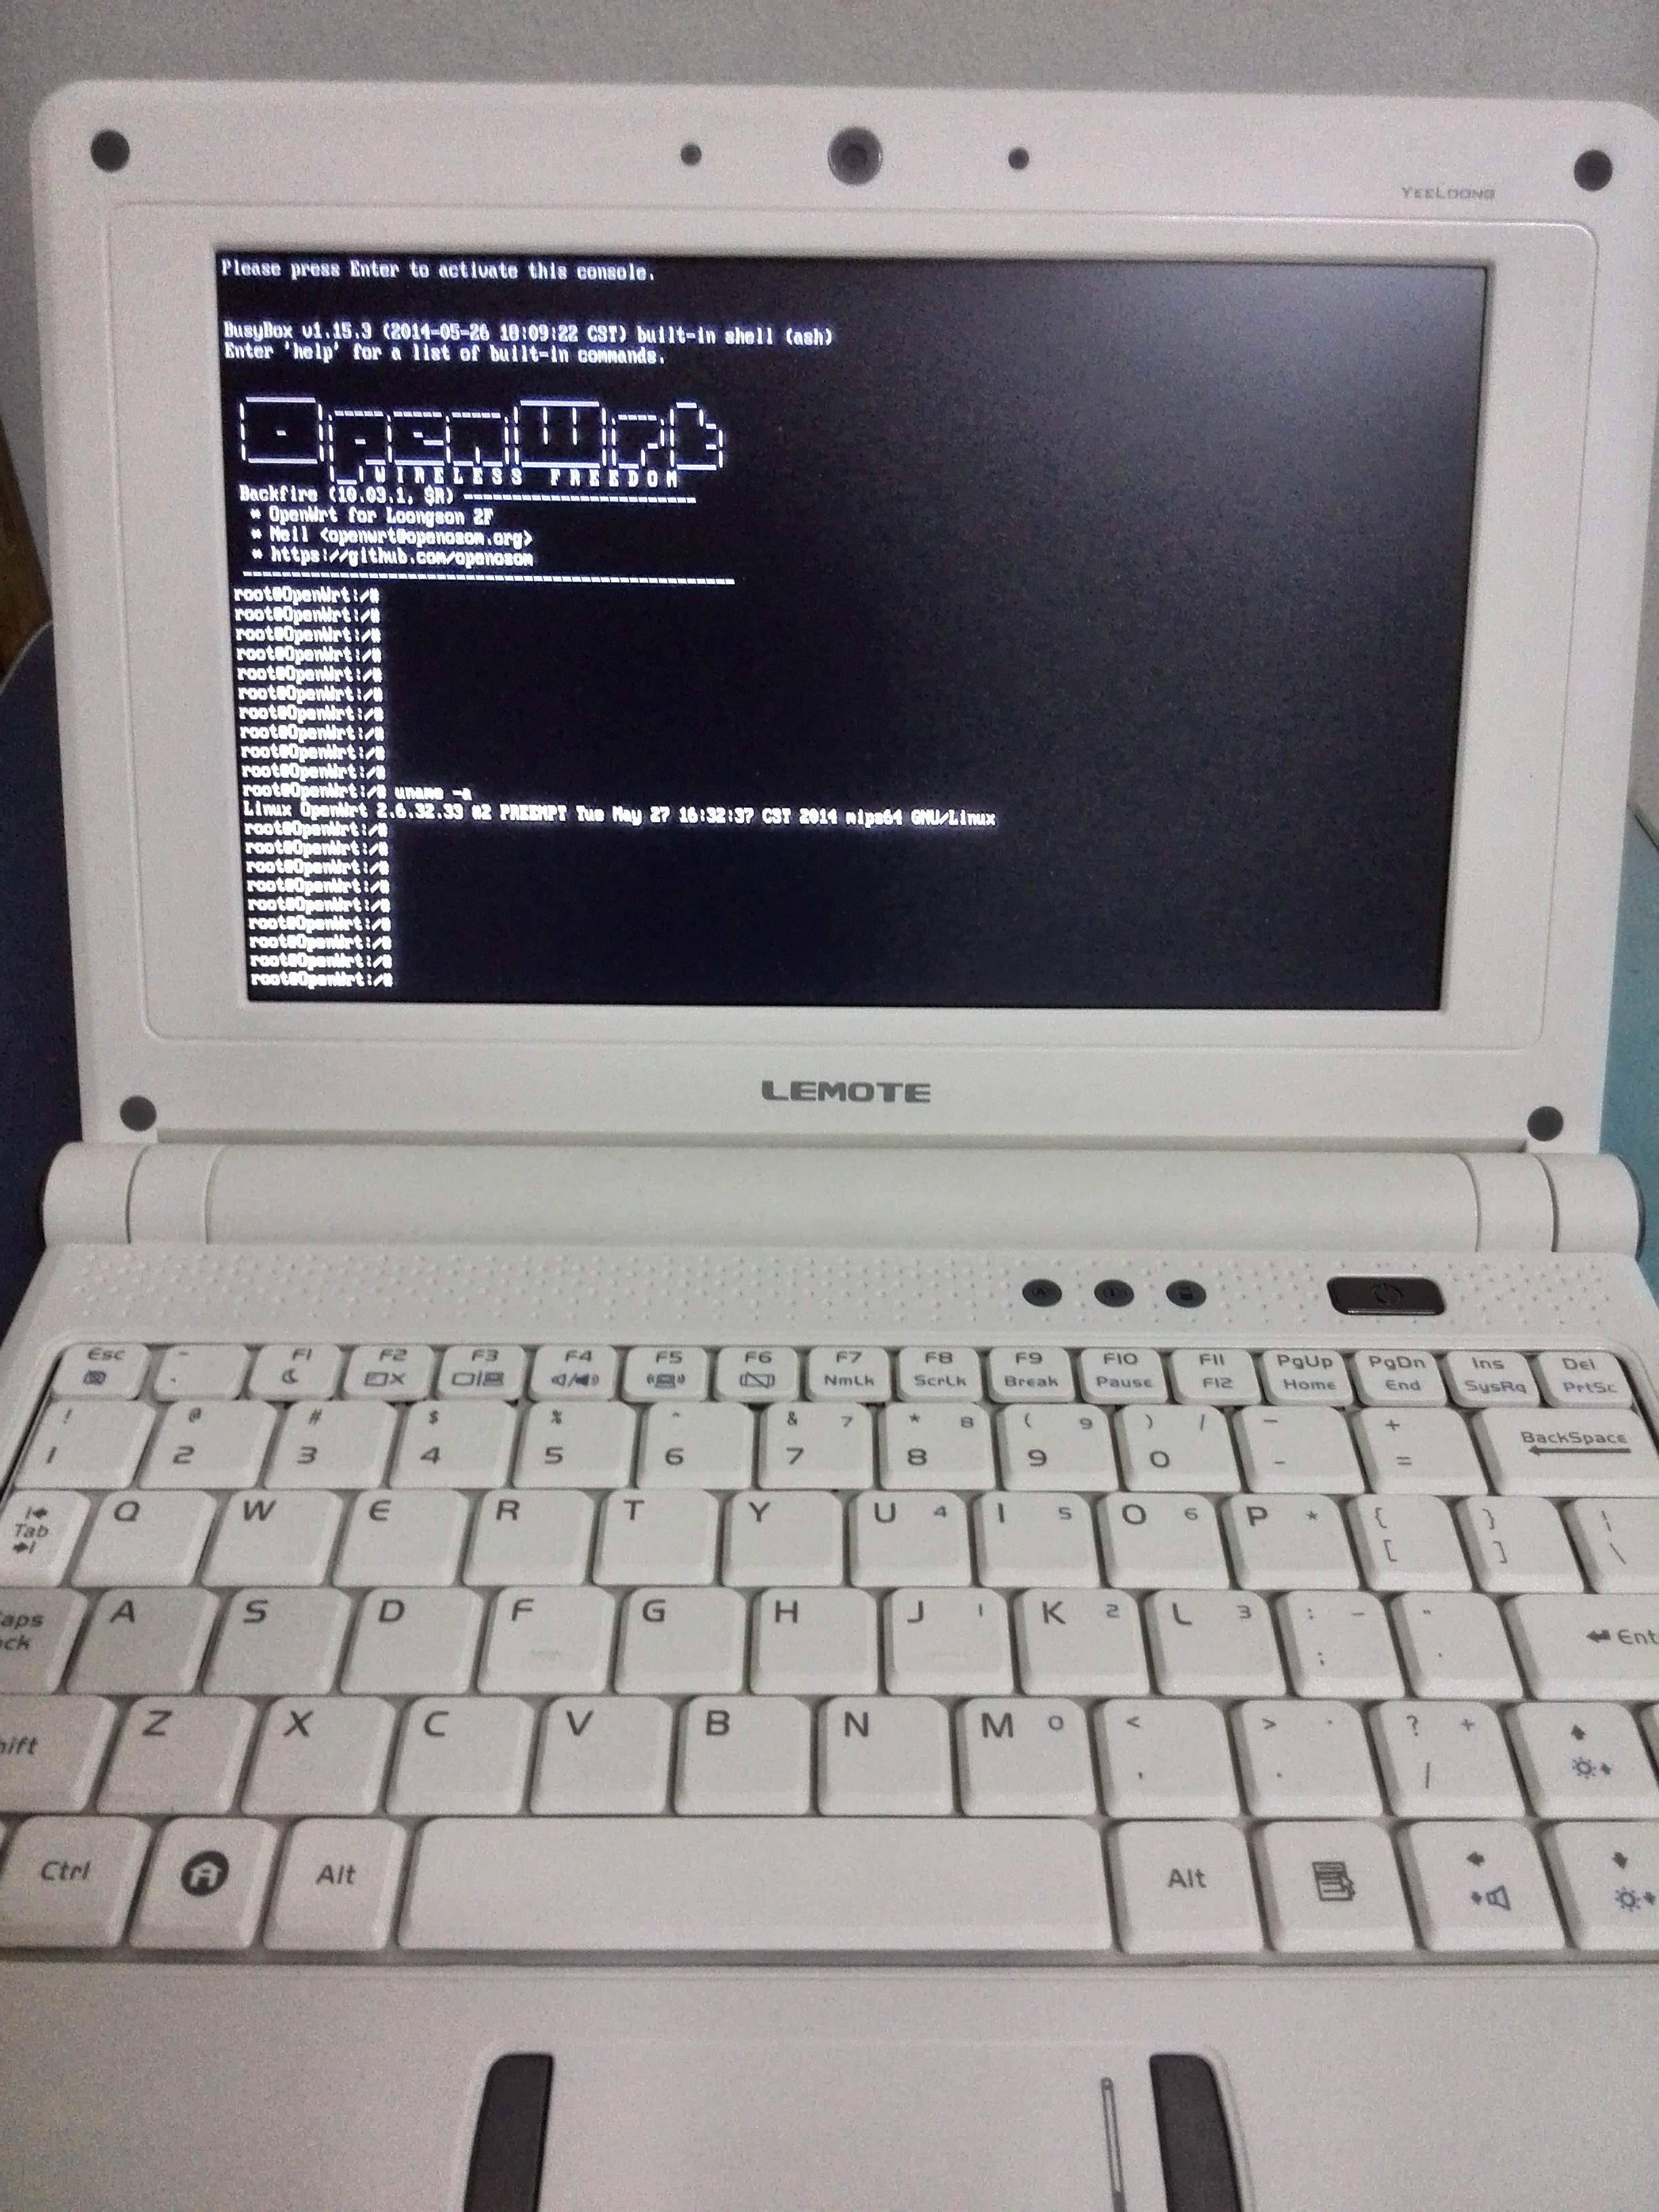 YEELOONG
Please press Enter to activate this console.
BusyBox v1.15.3 (2014-05-26 18:09:22 CST) built-in shell (ash)
Enter 'help' for a list of built-in commands.
OpenWrt
W I R E L E S S   F R E E D O M
Backfire (10.03.1, $R) ---------------------------
* OpenWrt for Loongson 2F
* Neil <openwrt@openosom.org>
* https://github.com/openosom
---------------------------------------------------
root@OpenWrt:/#
root@OpenWrt:/#
root@OpenWrt:/#
root@OpenWrt:/#
root@OpenWrt:/#
root@OpenWrt:/#
root@OpenWrt:/#
root@OpenWrt:/#
root@OpenWrt:/#
root@OpenWrt:/#
root@OpenWrt:/# uname -a
Linux OpenWrt 2.6.32.33 #2 PREEMPT Tue May 27 16:32:37 CST 2014 mips64 GNU/Linux
root@OpenWrt:/#
root@OpenWrt:/#
root@OpenWrt:/#
root@OpenWrt:/#
root@OpenWrt:/#
root@OpenWrt:/#
root@OpenWrt:/#
root@OpenWrt:/#
root@OpenWrt:/#
LEMOTE
Esc F1 F2 F3 F4 F5 F6 F7 F8 F9 F10 F11 PgUp PgDn Ins Del
NmLk ScrLk Break Pause F12 Home End SysRq PrtSc
! @ # $ % ^ & 7 * 8 ( 9 ) / _ + BackSpace
1 2 3 4 5 6 7 8 9 0 - =
Tab Q W E R T Y U 4 I 5 O 6 P * { } |
[ ] \
aps A S D F G H J 1 K 2 L 3 : - " Ent
ck ; '
hift Z X C V B N M 0 < > . ? +
, . /
Ctrl Alt Alt